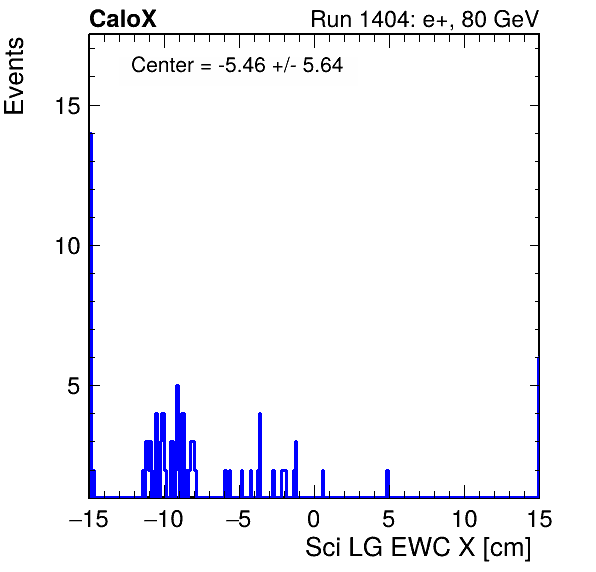 CaloX Run 1404: e+, 80 GeV
Center = -5.46 +/- 5.64
Events
15
10
5
−15 −10 −5 0 5 10 15
Sci LG EWC X [cm]